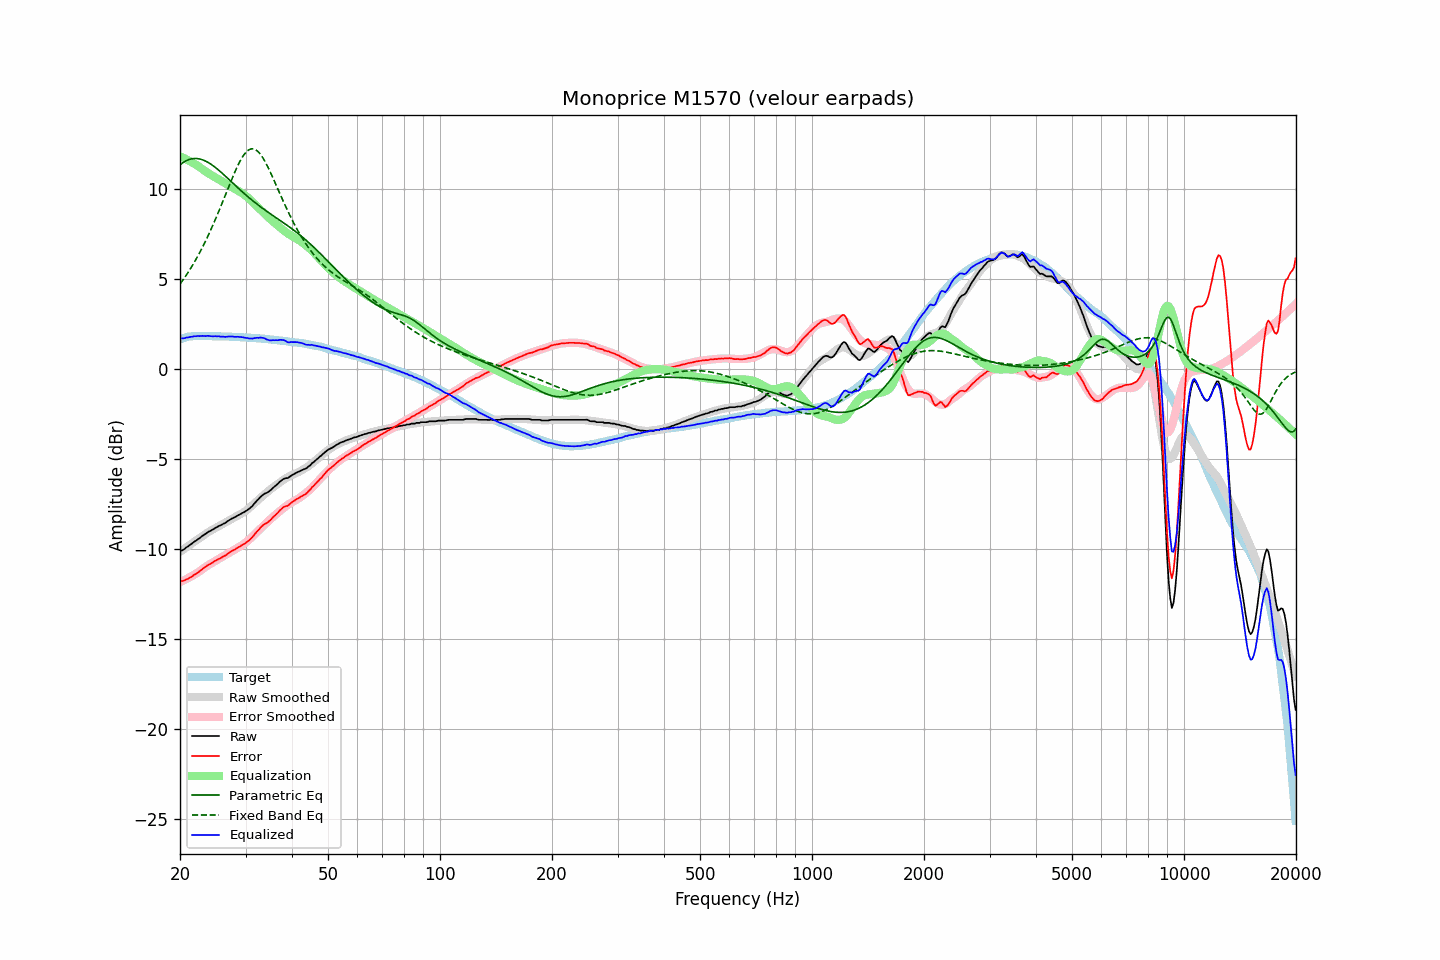 Monoprice M1570 (velour earpads)
Amplitude (dBr)
10
5
0
−5
−10
−15
−20
−25
Target
Raw Smoothed
Error Smoothed
Raw
Error
Equalization
Parametric Eq
Fixed Band Eq
Equalized
20 50 100 200 500 1000 2000 5000 10000 20000
Frequency (Hz)